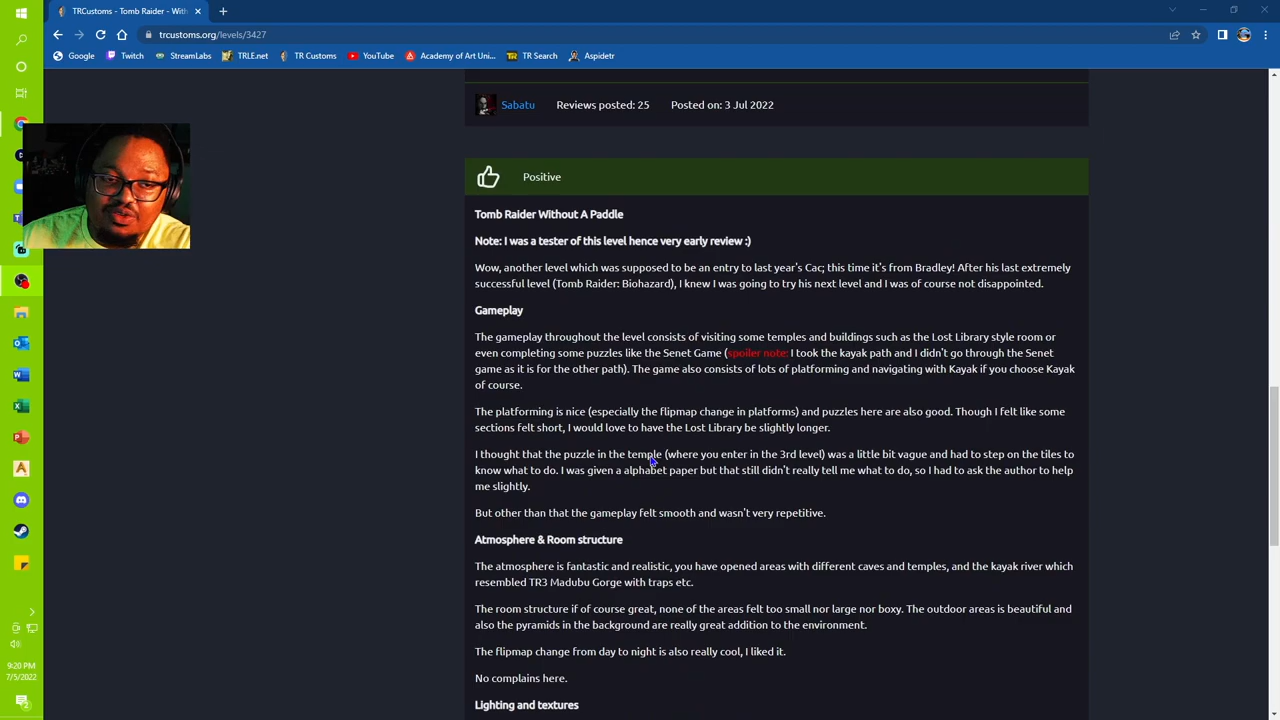 TRCustoms - Tomb Raider - With
trcustoms.org/levels/3427
Google Twitch StreamLabs TRLE.net TR Customs YouTube Academy of Art Uni... TR Search Aspidetr
Sabatu Reviews posted: 25 Posted on: 3 Jul 2022
Positive
Tomb Raider Without A Paddle
Note: I was a tester of this level hence very early review :)
Wow, another level which was supposed to be an entry to last year's Cac; this time it's from Bradley! After his last extremely
successful level (Tomb Raider: Biohazard), I knew I was going to try his next level and I was of course not disappointed.
Gameplay
The gameplay throughout the level consists of visiting some temples and buildings such as the Lost Library style room or
even completing some puzzles like the Senet Game (spoiler note: I took the kayak path and I didn't go through the Senet
game as it is for the other path). The game also consists of lots of platforming and navigating with Kayak if you choose Kayak
of course.
The platforming is nice (especially the flipmap change in platforms) and puzzles here are also good. Though I felt like some
sections felt short, I would love to have the Lost Library be slightly longer.
I thought that the puzzle in the temple (where you enter in the 3rd level) was a little bit vague and had to step on the tiles to
know what to do. I was given a alphabet paper but that still didn't really tell me what to do, so I had to ask the author to help
me slightly.
But other than that the gameplay felt smooth and wasn't very repetitive.
Atmosphere & Room structure
The atmosphere is fantastic and realistic, you have opened areas with different caves and temples, and the kayak river which
resembled TR3 Madubu Gorge with traps etc.
The room structure if of course great, none of the areas felt too small nor large nor boxy. The outdoor areas is beautiful and
also the pyramids in the background are really great addition to the environment.
The flipmap change from day to night is also really cool, I liked it.
No complains here.
Lighting and textures
9:20 PM
7/5/2022